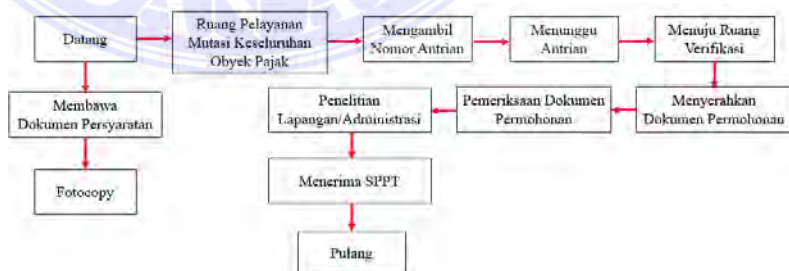 Datang
Ruang Pelayanan
Mutasi Keseluruhan
Obyek Pajak
Mengambil
Nomor Antrian
Menunggu
Antrian
Menuju Ruang
Verifikasi
Membawa
Dokumen Persyaratan
Penelitian
Lapangan/Administrasi
Pemeriksaan Dokumen
Permohonan
Menyerahkan
Dokumen Permohonan
Fotocopy
Menerima SPPT
Pulang